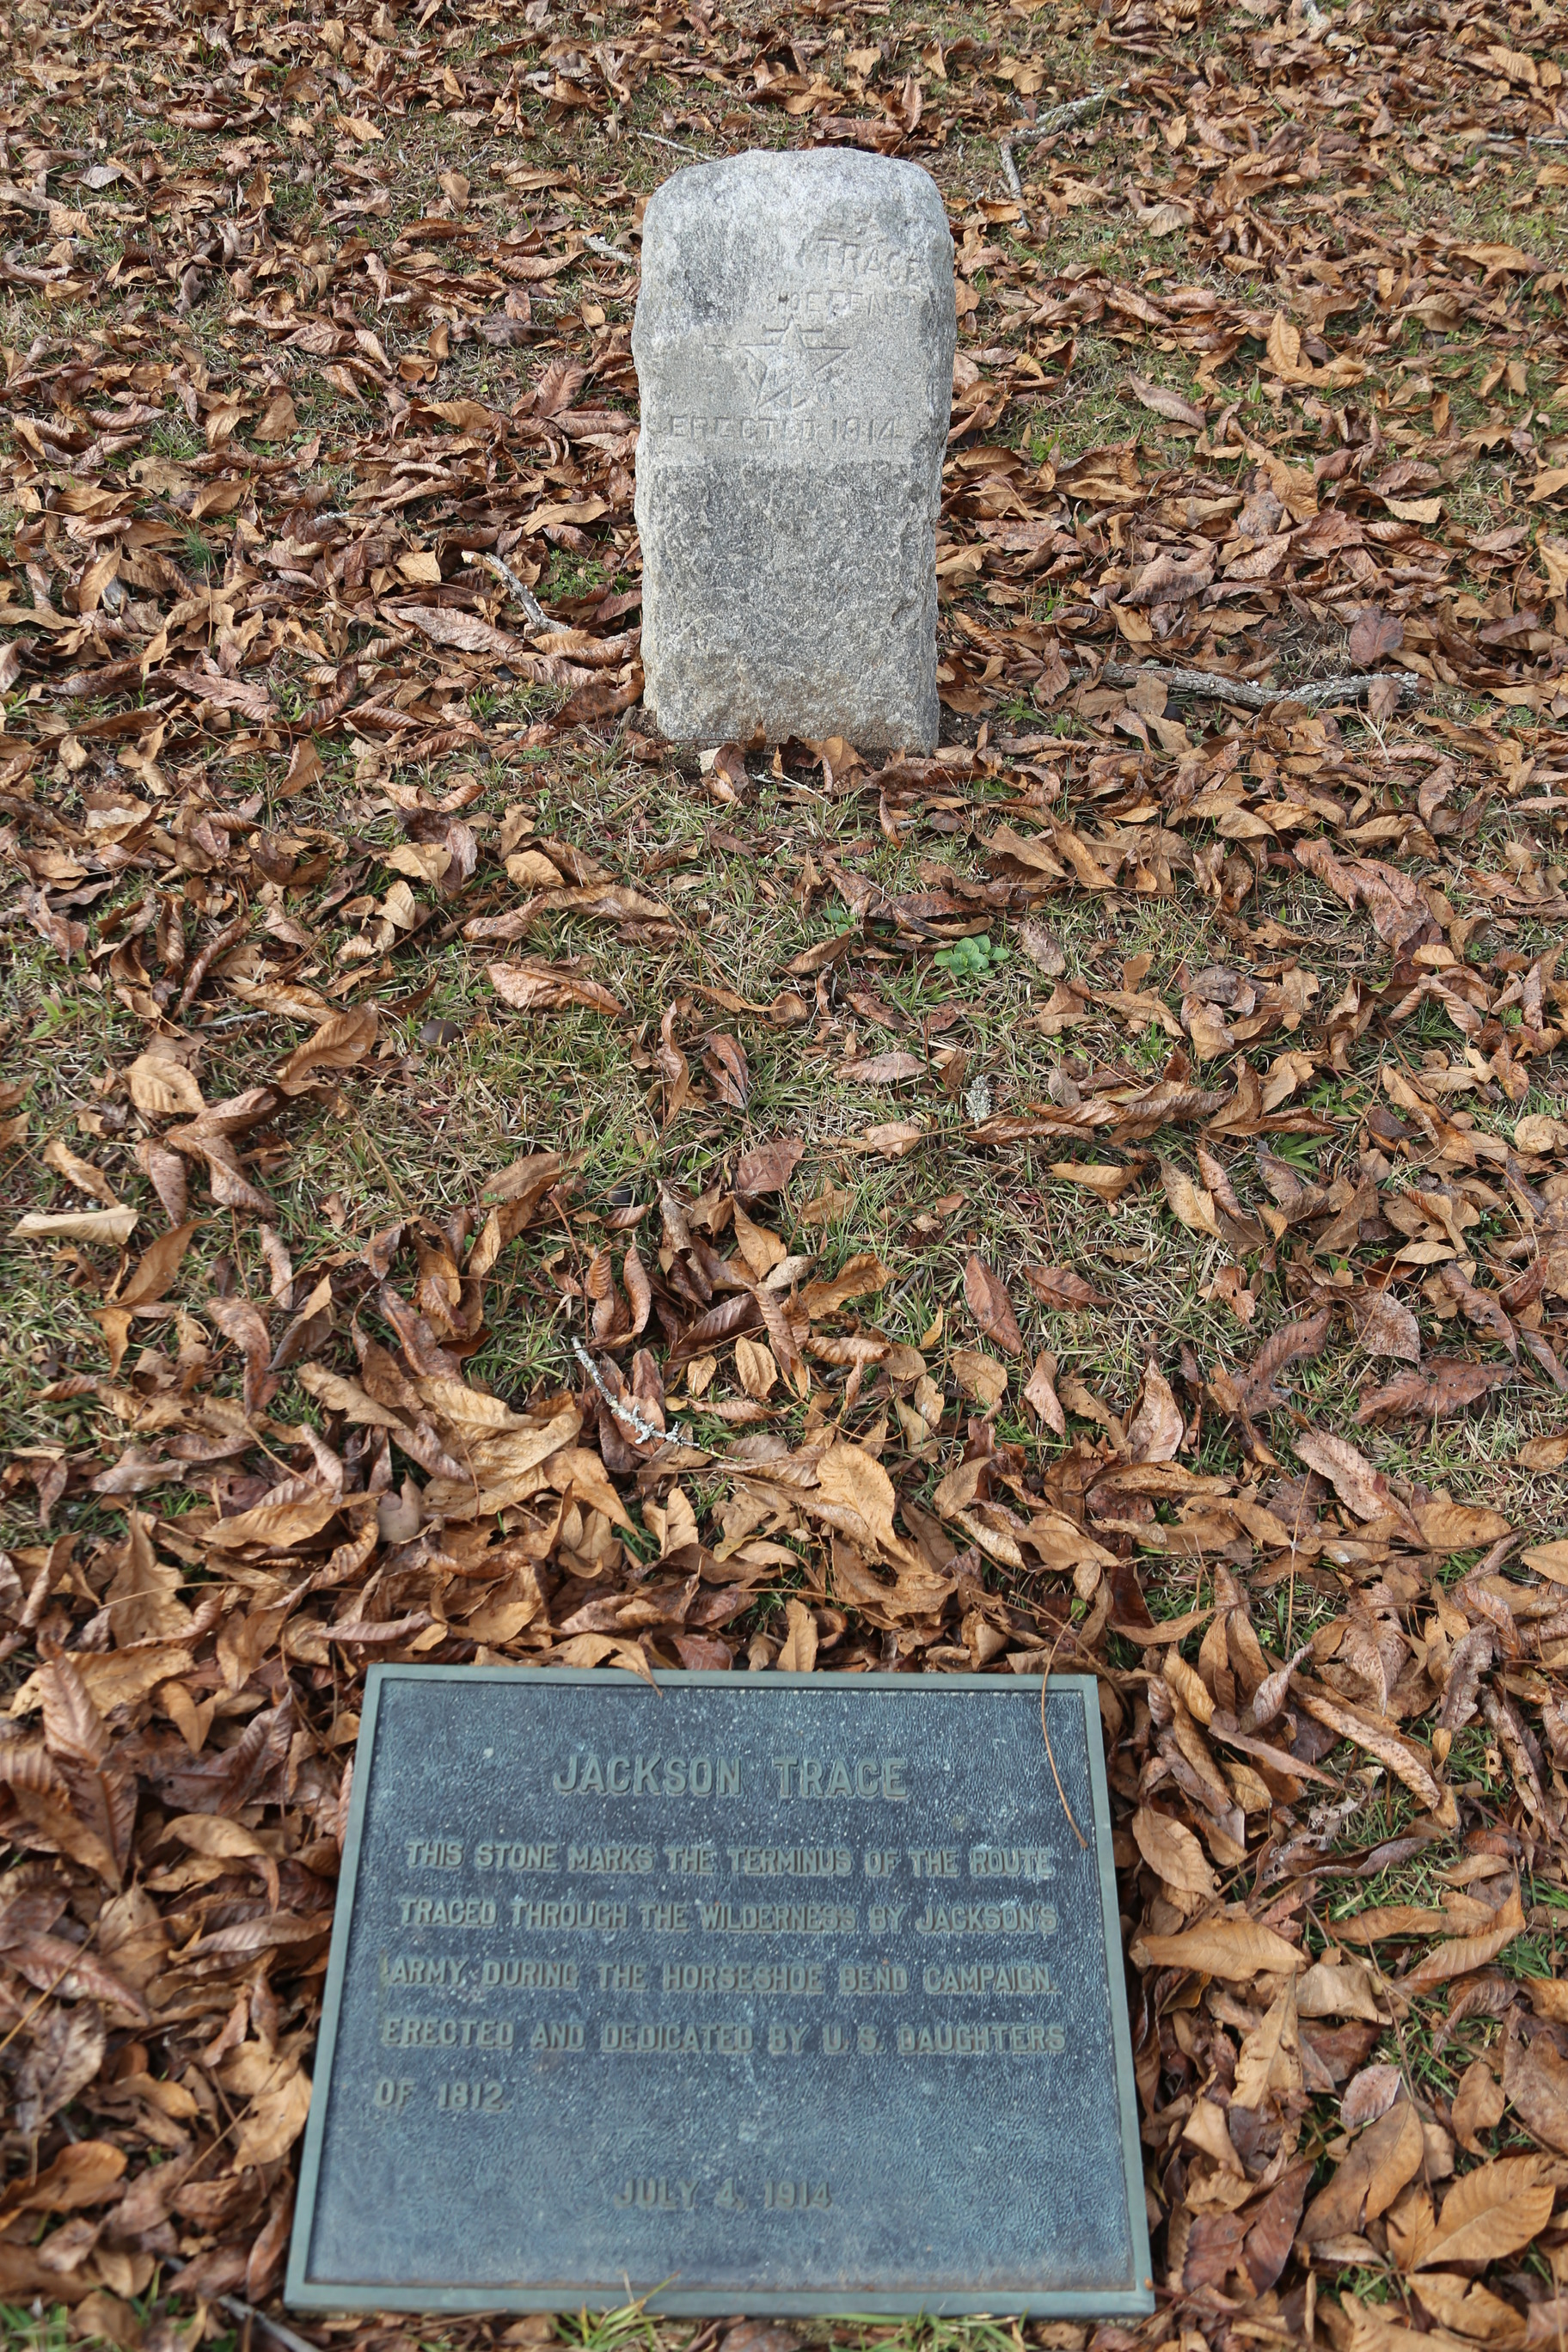 TRACE
DEFENS
ERECTED 1814
JACKSON TRACE
THIS STONE MARKS THE TERMINUS OF THE ROUTE
TRACED THROUGH THE WILDERNESS BY JACKSON'S
ARMY, DURING THE HORSESHOE BEND CAMPAIGN.
ERECTED AND DEDICATED BY U. S. DAUGHTERS
OF 1812.
JULY 4, 1914